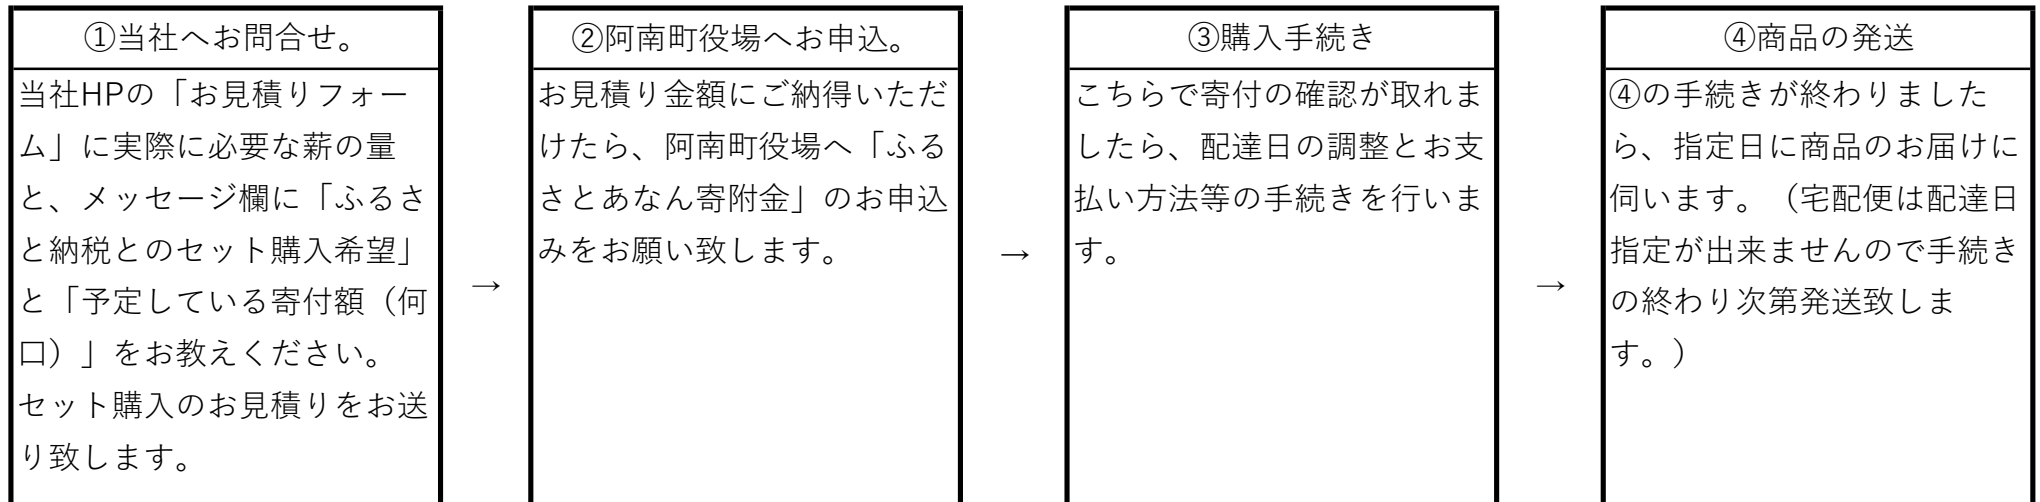 ①当社へお問合せ。
当社HPの「お見積りフォー
ム」に実際に必要な薪の量
と、メッセージ欄に「ふるさ
と納税とのセット購入希望」
と「予定している寄付額（何
口）」をお教えください。
セット購入のお見積りをお送
り致します。
→
②阿南町役場へお申込。
お見積り金額にご納得いただ
けたら、阿南町役場へ「ふる
さとあなん寄附金」のお申込
みをお願い致します。
→
③購入手続き
こちらで寄付の確認が取れま
したら、配達日の調整とお支
払い方法等の手続きを行いま
す。
→
④商品の発送
④の手続きが終わりました
ら、指定日に商品のお届けに
伺います。（宅配便は配達日
指定が出来ませんので手続き
の終わり次第発送致しま
す。）